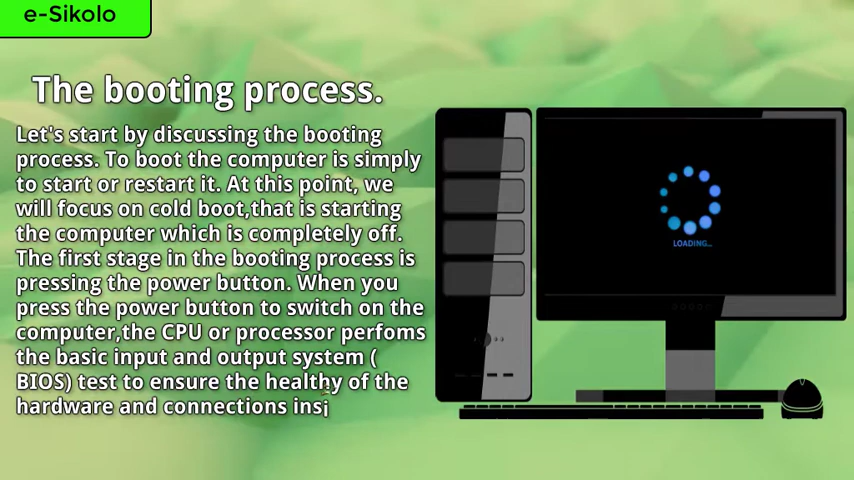 e-Sikolo
The booting process.
Let's start by discussing the booting
process. To boot the computer is simply
to start or restart it. At this point, we
will focus on cold boot,that is starting
the computer which is completely off.
The first stage in the booting process is
pressing the power button. When you
press the power button to switch on the
computer,the CPU or processor perfoms
the basic input and output system (
BIOS) test to ensure the healthy of the
hardware and connections ins
LOADING...